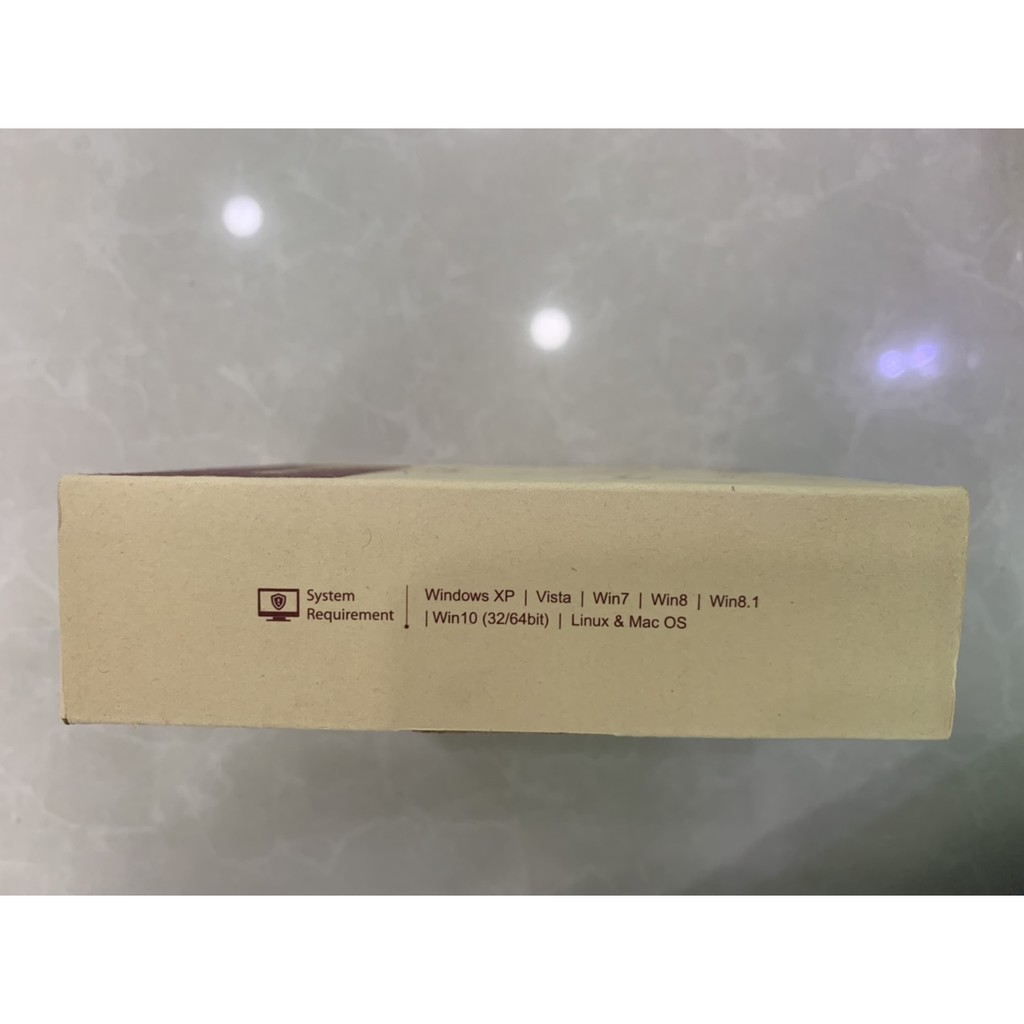 System
Requirement
Windows XP | Vista | Win7 | Win8 | Win8.1
| Win10 (32/64bit) | Linux & Mac OS